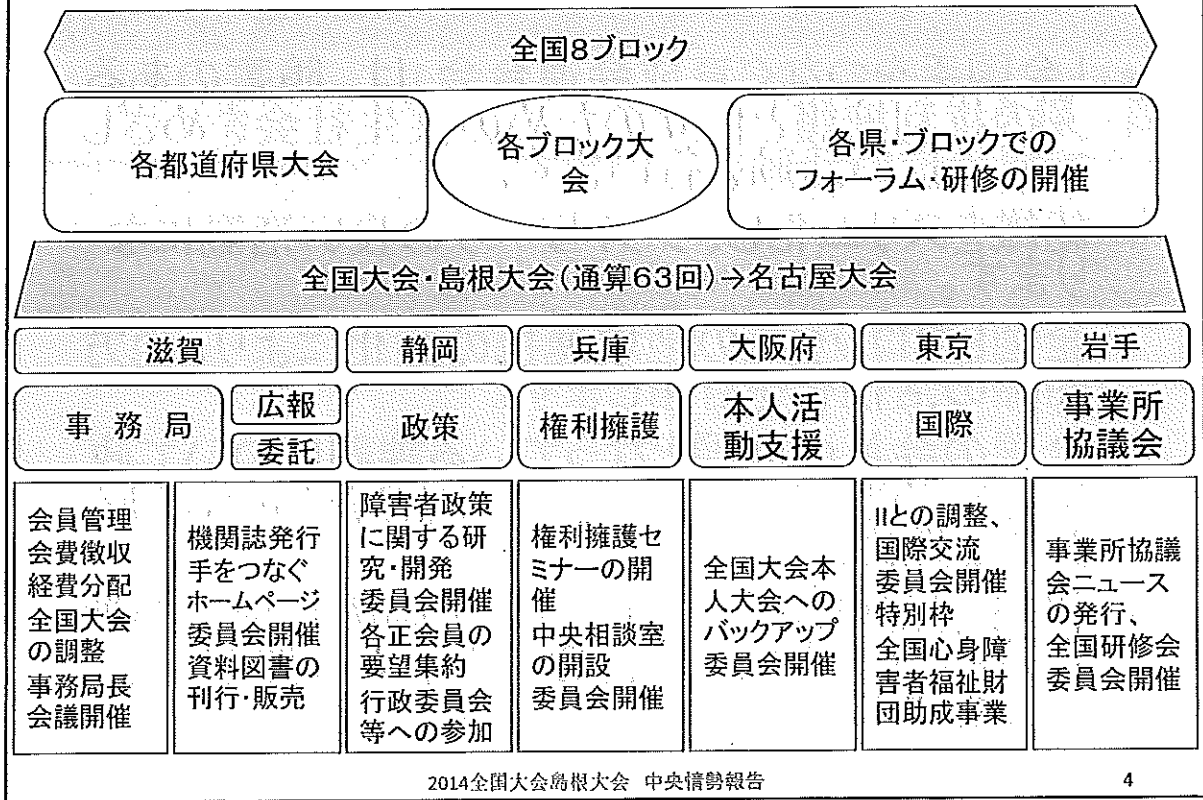 全国8ブロック
各都道府県大会
各ブロック大
会
各県・ブロックでの
フォーラム・研修の開催
全国大会・島根大会(通算63回)→名古屋大会
滋賀
静岡
兵庫
大阪府
東京
岩手
事務局
広報
委託
政策
権利擁護
本人活
動支援
国際
事業所
協議会
会員管理
会費徴収
経費分配
全国大会
の調整
事務局長
会議開催
機関誌発行
手をつなぐ
ホームページ
委員会開催
資料図書の
刊行・販売
障害者政策
に関する研
究・開発
委員会開催
各正会員の
要望集約
行政委員会
等への参加
権利擁護セ
ミナーの開
催
中央相談室
の開設
委員会開催
全国大会本
人大会への
バックアップ
委員会開催
IIとの調整、
国際交流
委員会開催
特別枠
全国心身障
害者福祉財
団助成事業
事業所協議
会ニュース
の発行、
全国研修会
委員会開催
2014全国大会島根大会 中央情勢報告
4